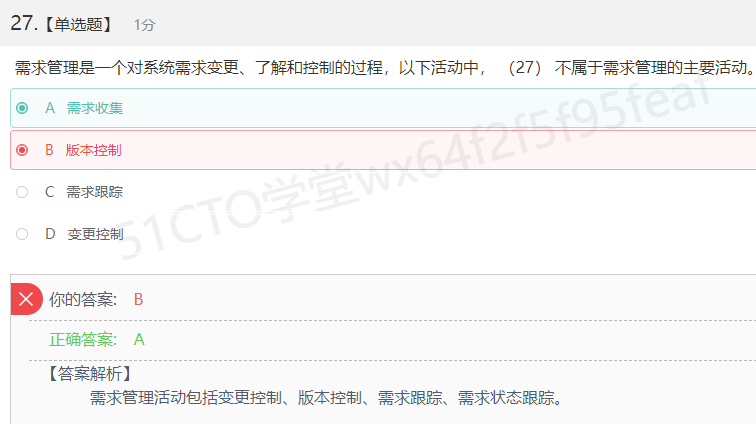 27.【单选题】 1分
需求管理是一个对系统需求变更、了解和控制的过程，以下活动中，（27）不属于需求管理的主要活动。
A 需求收集
B 版本控制
C 需求跟踪
D 变更控制
51CTO学堂wx64f2f5f95feaf
你的答案: B
正确答案: A
【答案解析】
需求管理活动包括变更控制、版本控制、需求跟踪、需求状态跟踪。